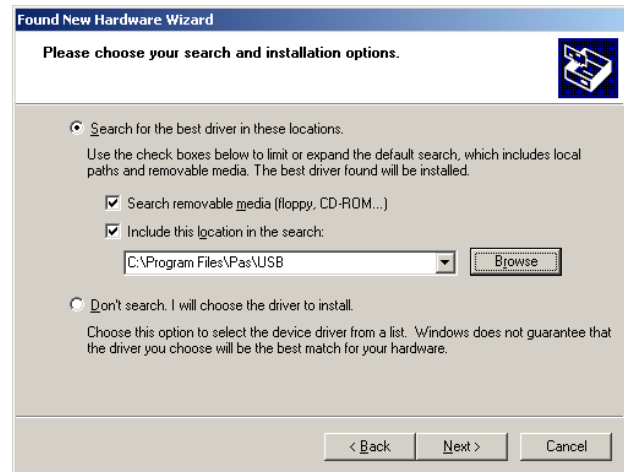 Found New Hardware Wizard
Please choose your search and installation options.
Search for the best driver in these locations.
Use the check boxes below to limit or expand the default search, which includes local
paths and removable media. The best driver found will be installed.
Search removable media (floppy, CD-ROM...)
Include this location in the search:
C:\Program Files\Pas\USB
Browse
Don't search. I will choose the driver to install.
Choose this option to select the device driver from a list. Windows does not guarantee that
the driver you choose will be the best match for your hardware.
< Back
Next >
Cancel